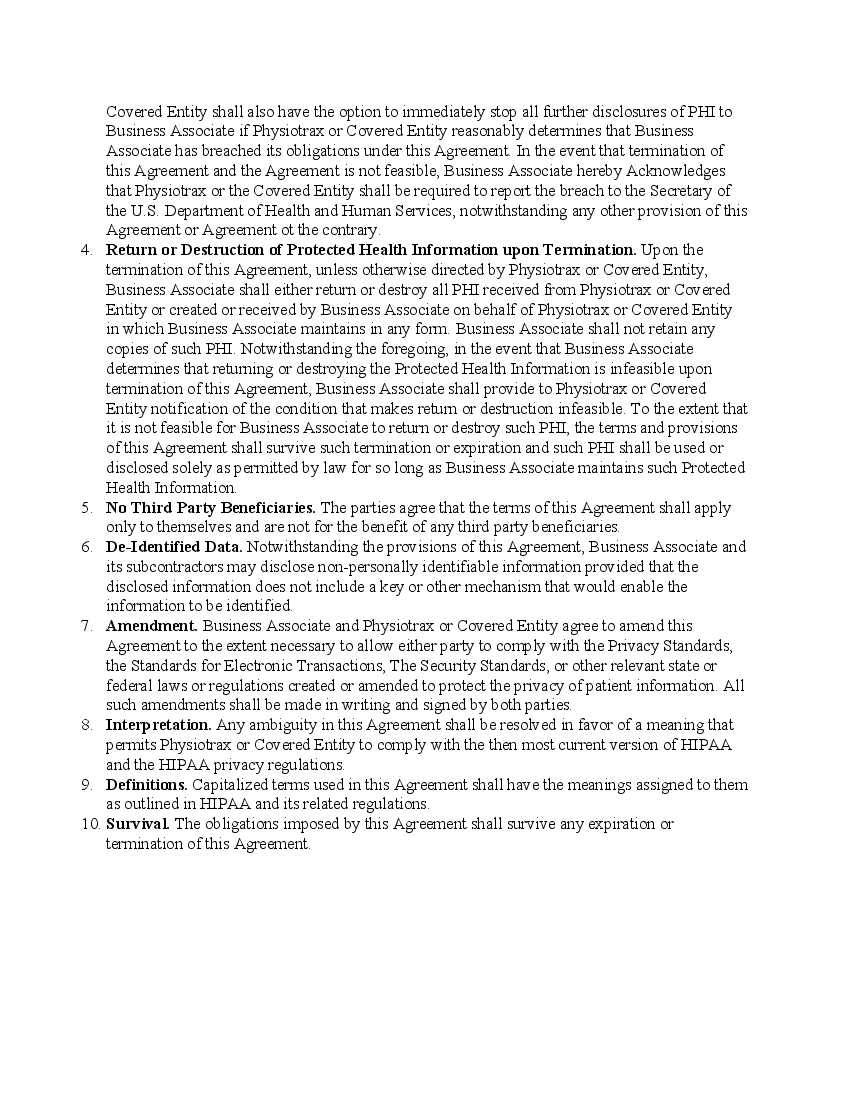 Covered Entity shall also have the option to immediately stop all further disclosures of PHI to
Business Associate if Physiotrax or Covered Entity reasonably determines that Business
Associate has breached its obligations under this Agreement. In the event that termination of
this Agreement and the Agreement is not feasible, Business Associate hereby Acknowledges
that Physiotrax or the Covered Entity shall be required to report the breach to the Secretary of
the U.S. Department of Health and Human Services, notwithstanding any other provision of this
Agreement or Agreement ot the contrary.
4. Return or Destruction of Protected Health Information upon Termination. Upon the
termination of this Agreement, unless otherwise directed by Physiotrax or Covered Entity,
Business Associate shall either return or destroy all PHI received from Physiotrax or Covered
Entity or created or received by Business Associate on behalf of Physiotrax or Covered Entity
in which Business Associate maintains in any form. Business Associate shall not retain any
copies of such PHI. Notwithstanding the foregoing, in the event that Business Associate
determines that returning or destroying the Protected Health Information is infeasible upon
termination of this Agreement, Business Associate shall provide to Physiotrax or Covered
Entity notification of the condition that makes return or destruction infeasible. To the extent that
it is not feasible for Business Associate to return or destroy such PHI, the terms and provisions
of this Agreement shall survive such termination or expiration and such PHI shall be used or
disclosed solely as permitted by law for so long as Business Associate maintains such Protected
Health Information.
5. No Third Party Beneficiaries. The parties agree that the terms of this Agreement shall apply
only to themselves and are not for the benefit of any third party beneficiaries.
6. De-Identified Data. Notwithstanding the provisions of this Agreement, Business Associate and
its subcontractors may disclose non-personally identifiable information provided that the
disclosed information does not include a key or other mechanism that would enable the
information to be identified.
7. Amendment. Business Associate and Physiotrax or Covered Entity agree to amend this
Agreement to the extent necessary to allow either party to comply with the Privacy Standards,
the Standards for Electronic Transactions, The Security Standards, or other relevant state or
federal laws or regulations created or amended to protect the privacy of patient information. All
such amendments shall be made in writing and signed by both parties.
8. Interpretation. Any ambiguity in this Agreement shall be resolved in favor of a meaning that
permits Physiotrax or Covered Entity to comply with the then most current version of HIPAA
and the HIPAA privacy regulations.
9. Definitions. Capitalized terms used in this Agreement shall have the meanings assigned to them
as outlined in HIPAA and its related regulations.
10. Survival. The obligations imposed by this Agreement shall survive any expiration or
termination of this Agreement.